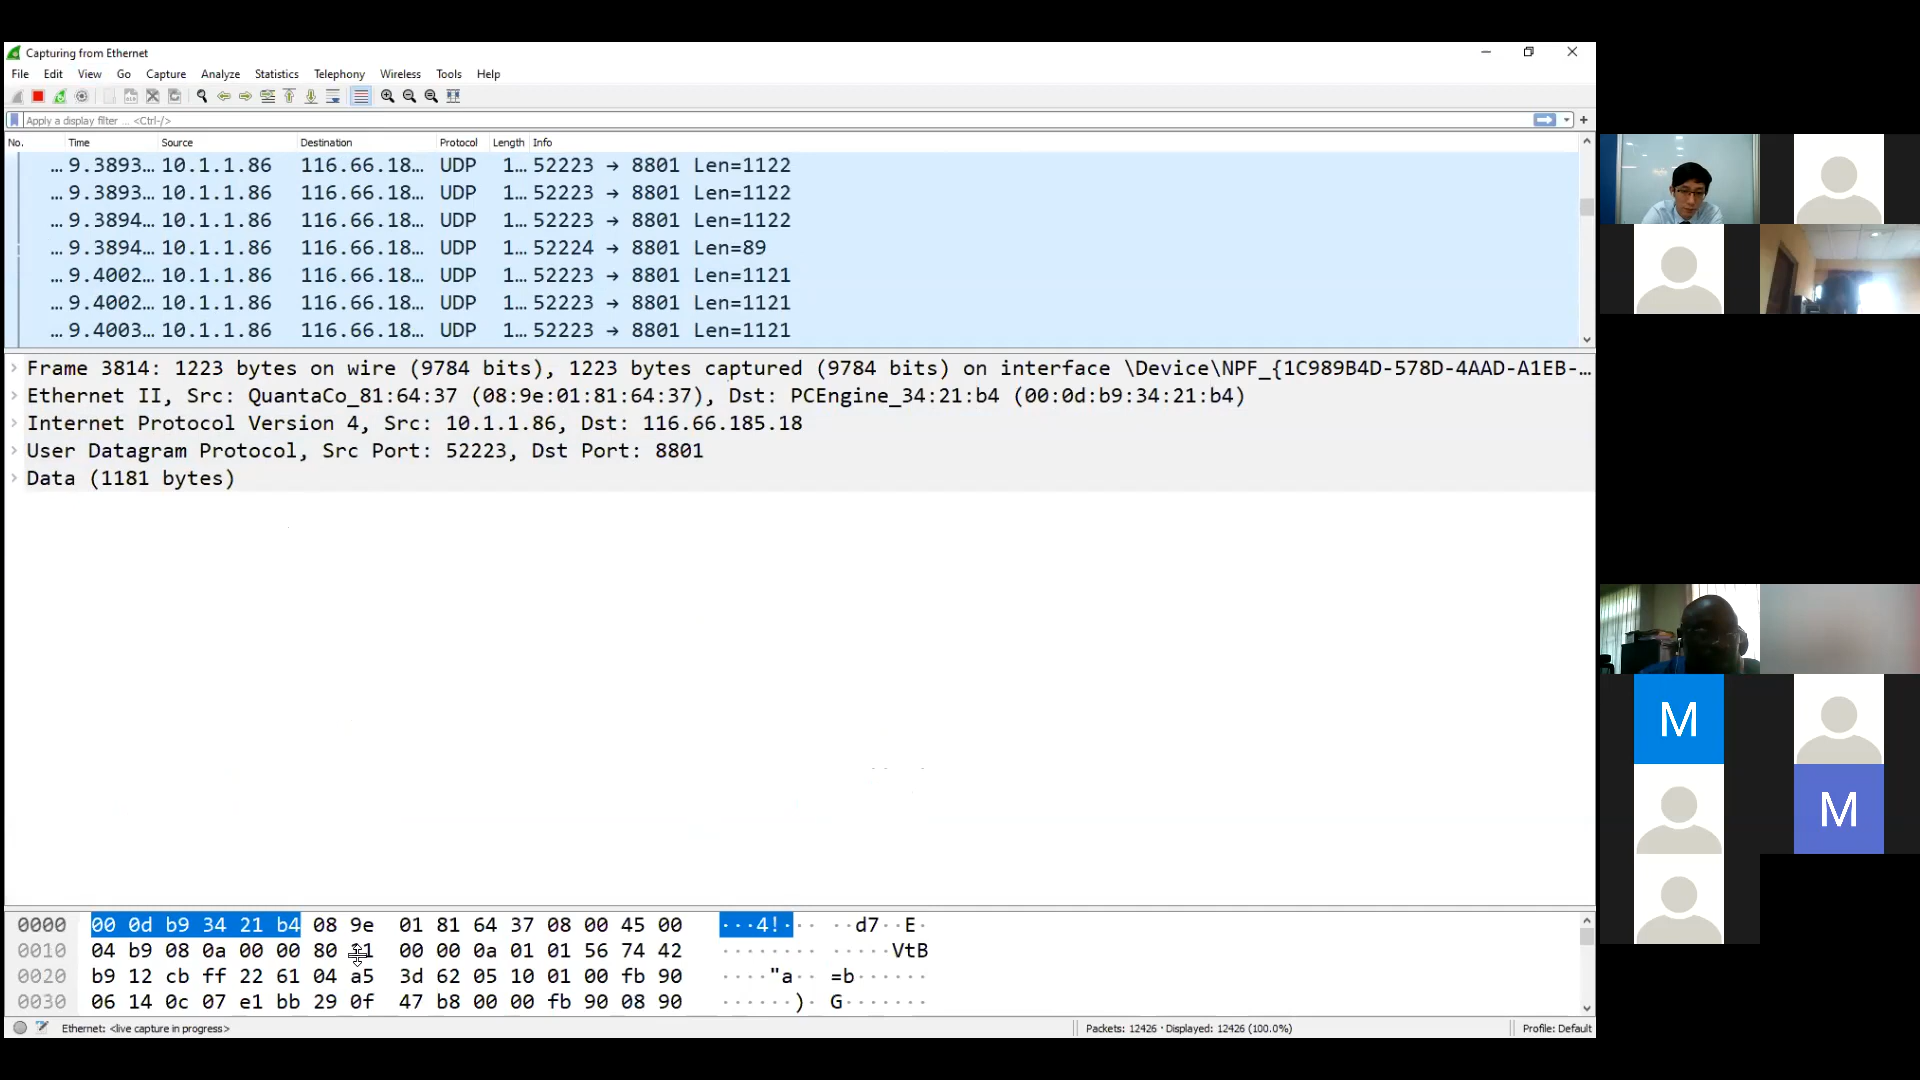 Capturing from Ethernet
File Edit View Go Capture Analyze Statistics Telephony Wireless Tools Help
Apply a display filter ... <Ctrl-/>
No. Time Source Destination Protocol Length Info
... 9.3893... 10.1.1.86 116.66.18... UDP 1... 52223 → 8801 Len=1122
... 9.3893... 10.1.1.86 116.66.18... UDP 1... 52223 → 8801 Len=1122
... 9.3894... 10.1.1.86 116.66.18... UDP 1... 52223 → 8801 Len=1122
... 9.3894... 10.1.1.86 116.66.18... UDP 1... 52224 → 8801 Len=89
... 9.4002... 10.1.1.86 116.66.18... UDP 1... 52223 → 8801 Len=1121
... 9.4002... 10.1.1.86 116.66.18... UDP 1... 52223 → 8801 Len=1121
... 9.4003... 10.1.1.86 116.66.18... UDP 1... 52223 → 8801 Len=1121
Frame 3814: 1223 bytes on wire (9784 bits), 1223 bytes captured (9784 bits) on interface \Device\NPF_{1C989B4D-578D-4AAD-A1EB-...
Ethernet II, Src: QuantaCo_81:64:37 (08:9e:01:81:64:37), Dst: PCEngine_34:21:b4 (00:0d:b9:34:21:b4)
Internet Protocol Version 4, Src: 10.1.1.86, Dst: 116.66.185.18
User Datagram Protocol, Src Port: 52223, Dst Port: 8801
Data (1181 bytes)
0000 00 0d b9 34 21 b4 08 9e 01 81 64 37 08 00 45 00 ···4!· ·· ··d7··E·
0010 04 b9 08 0a 00 00 80 00 00 0a 01 01 56 74 42 ········ ·····VtB
0020 b9 12 cb ff 22 61 04 a5 3d 62 05 10 01 00 fb 90 ····"a·· =b······
0030 06 14 0c 07 e1 bb 29 0f 47 b8 00 00 fb 90 08 90 ······)· G·······
Ethernet: <live capture in progress>
Packets: 12426 · Displayed: 12426 (100.0%)
Profile: Default
M
M